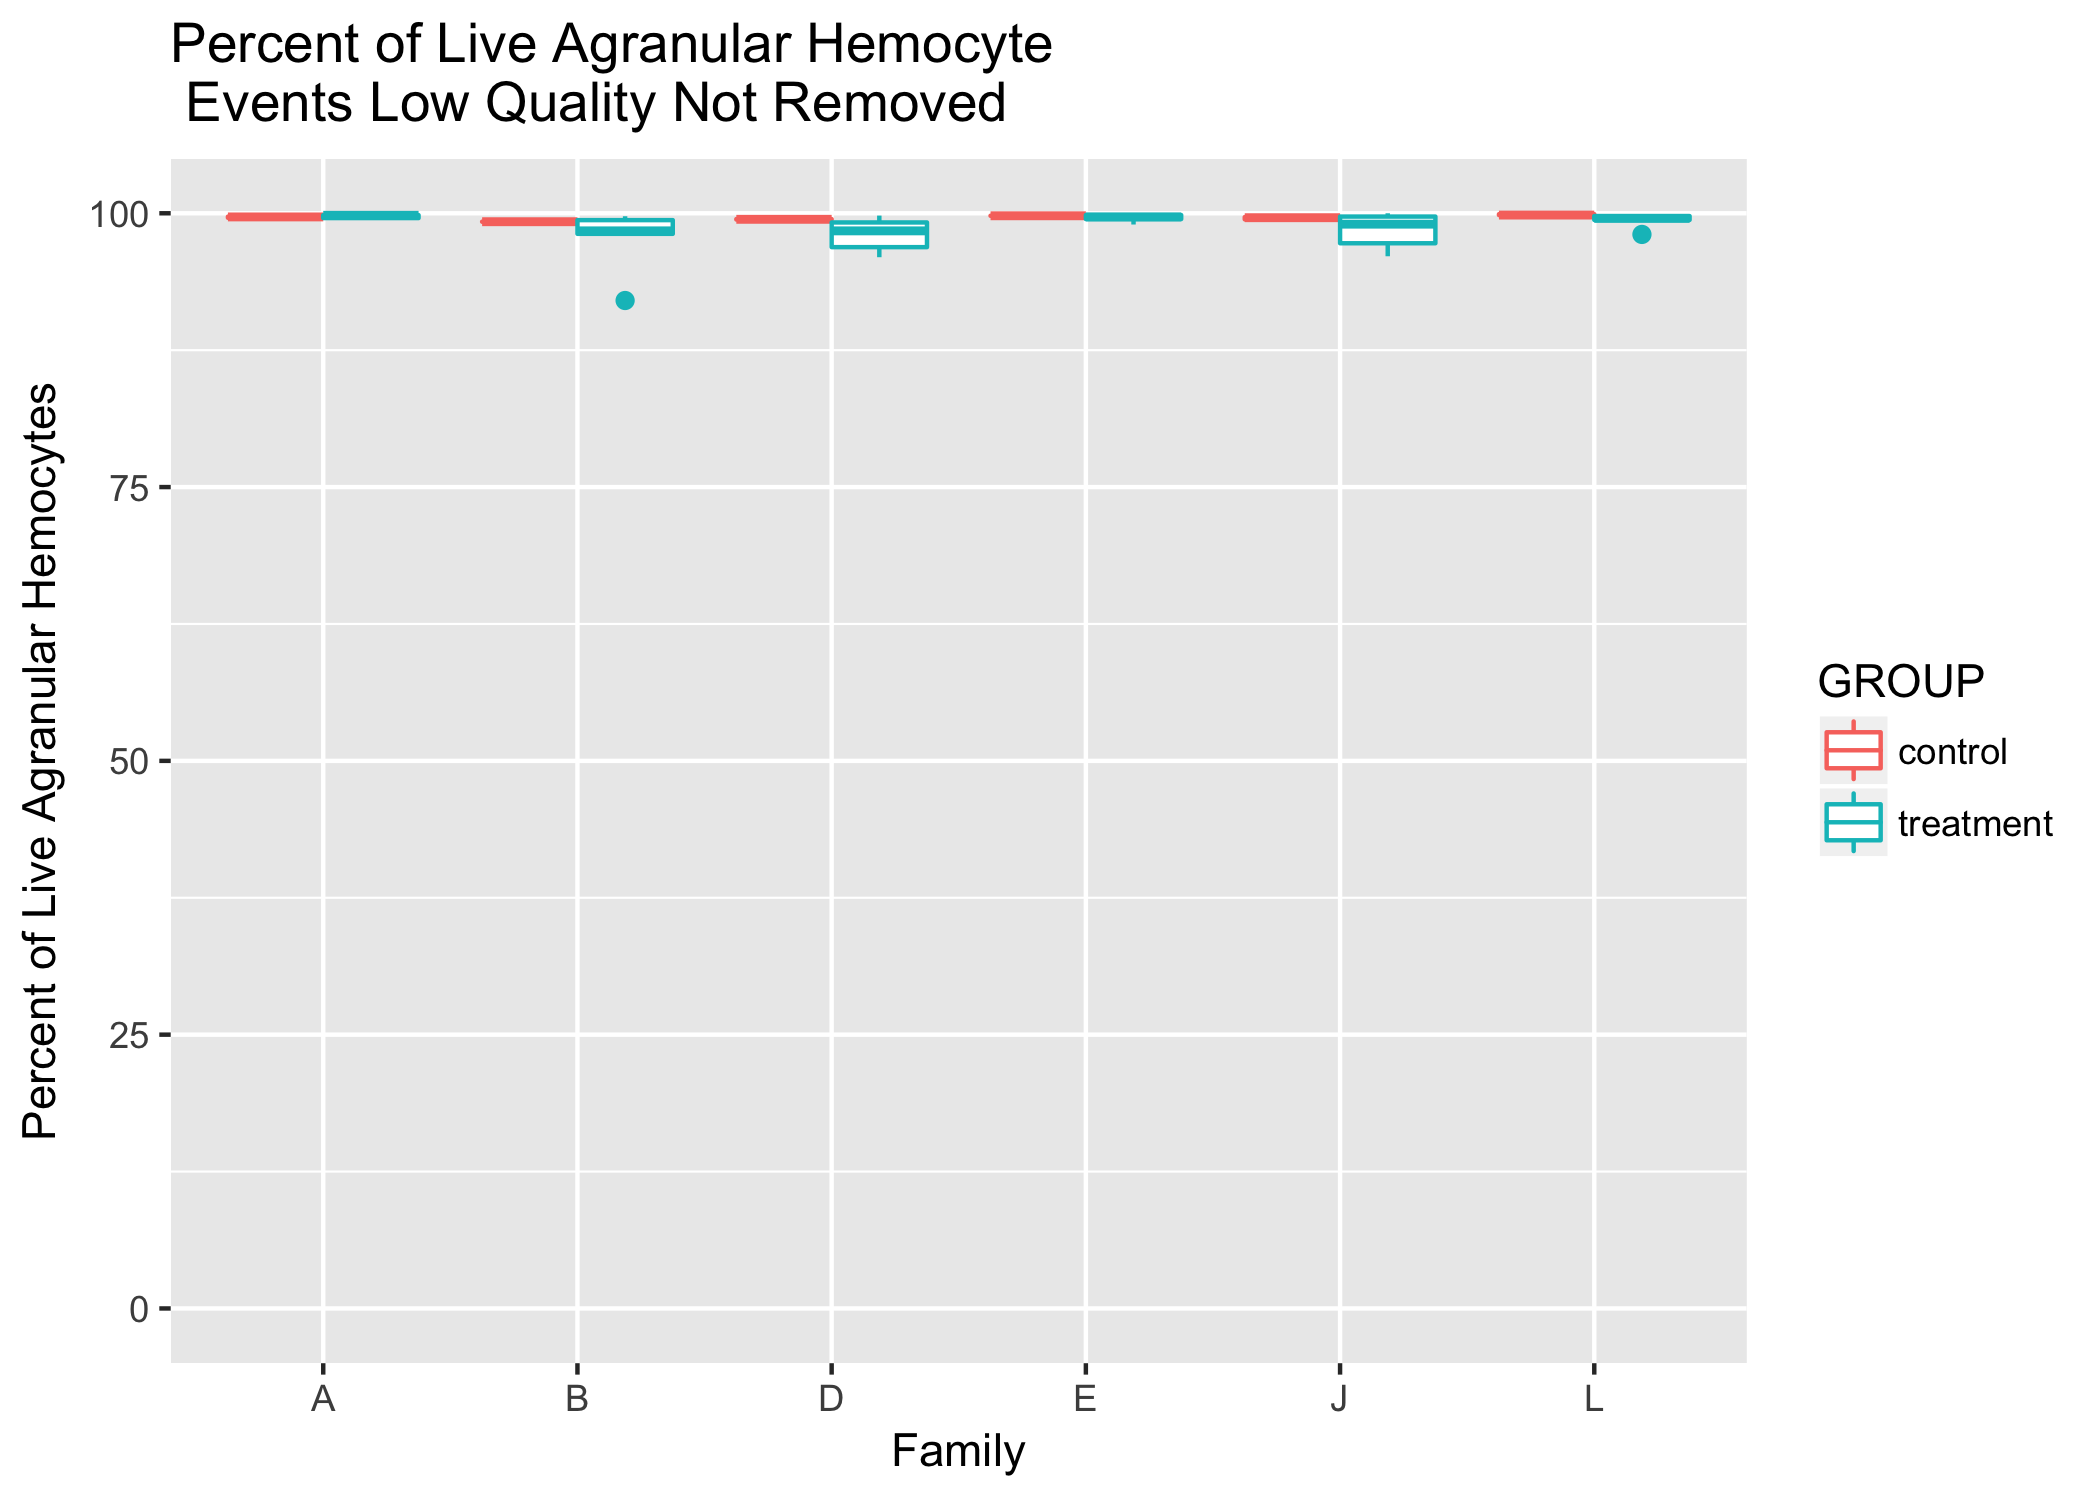 Percent of Live Agranular Hemocyte
Events Low Quality Not Removed
Percent of Live Agranular Hemocytes
100
75
50
25
0
A
B
D
E
J
L
Family
GROUP
control
treatment